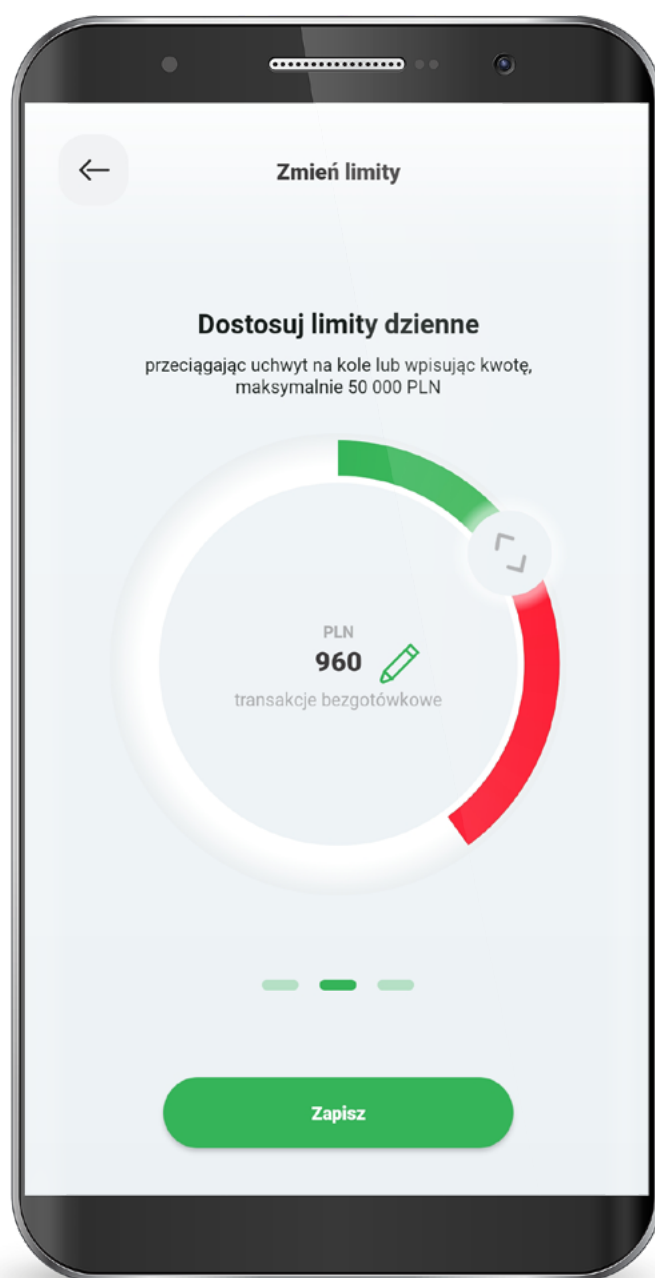 Zmień limity
Dostosuj limity dzienne
przeciągając uchwyt na kole lub wpisując kwotę,
maksymalnie 50 000 PLN
PLN
960
transakcje bezgotówkowe
Zapisz